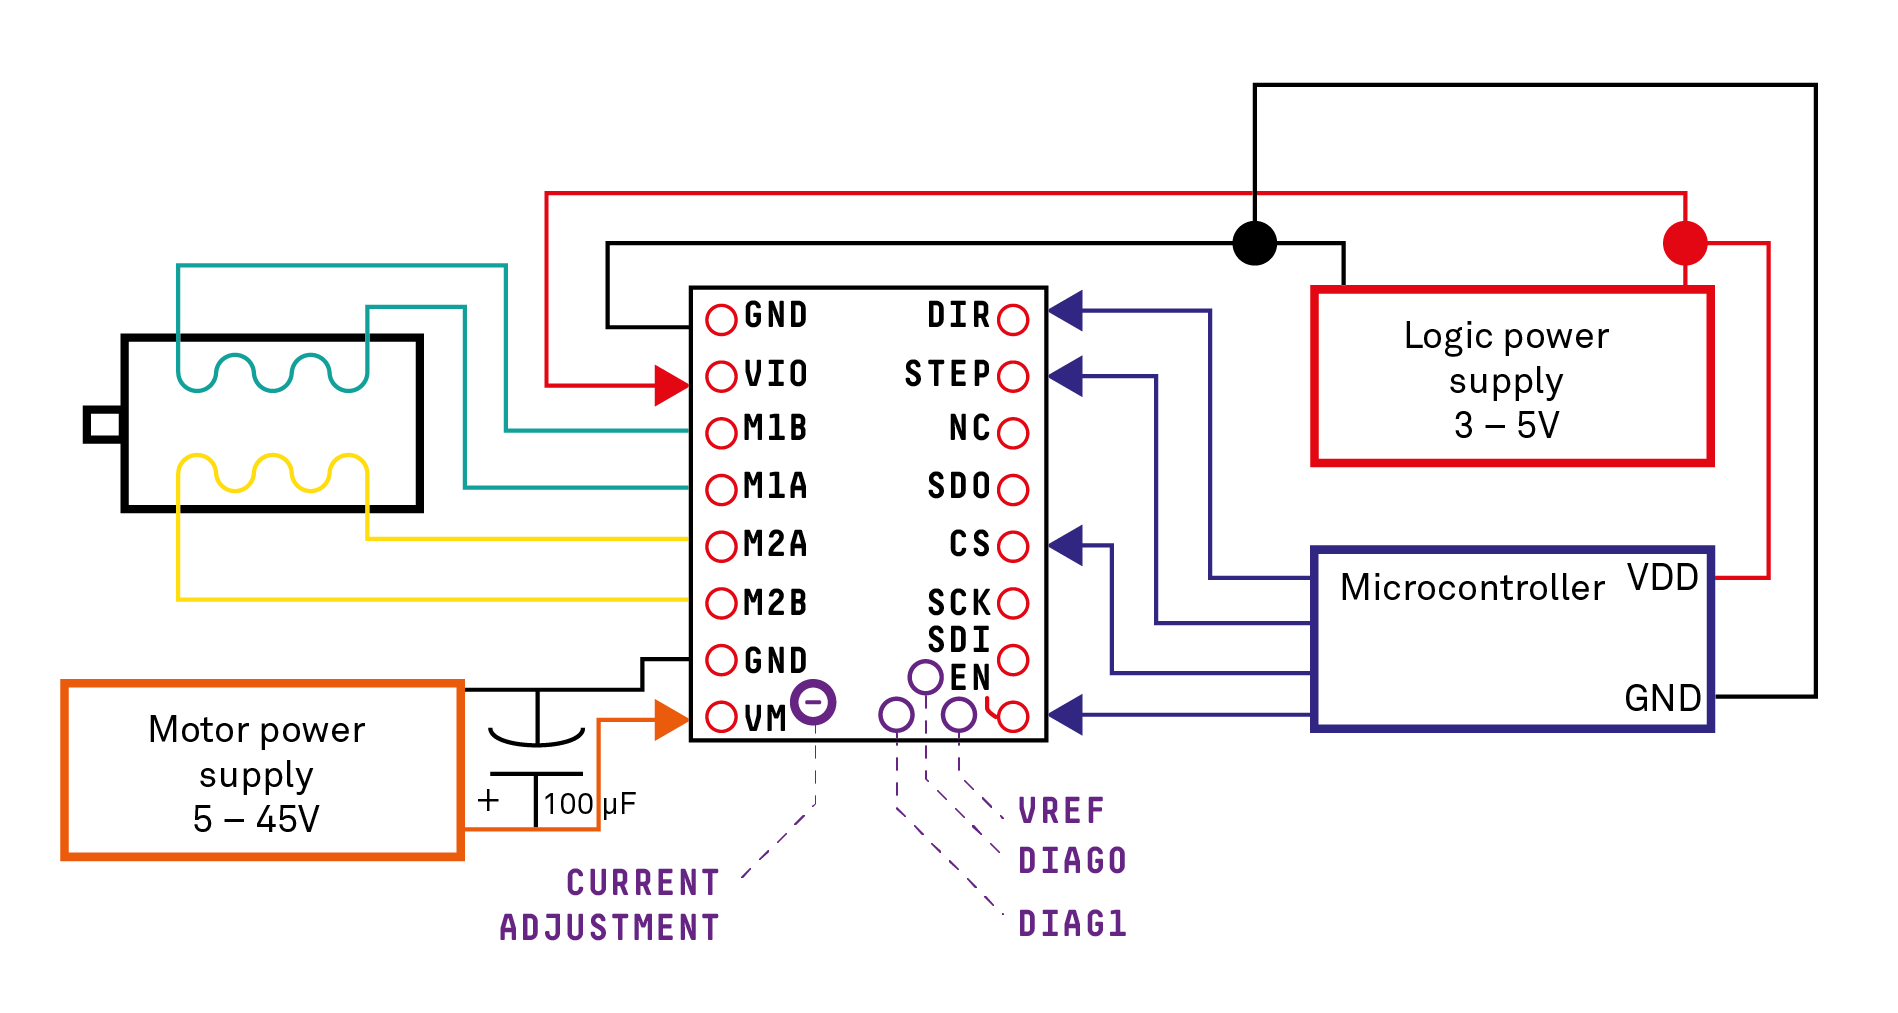 GND
VIO
M1B
M1A
M2A
M2B
GND
VM
DIR
STEP
NC
SDO
CS
SCK
SDI
EN
Logic power
supply
3 – 5V
Microcontroller
VDD
GND
Motor power
supply
5 – 45V
+
100 µF
CURRENT
ADJUSTMENT
VREF
DIAG0
DIAG1